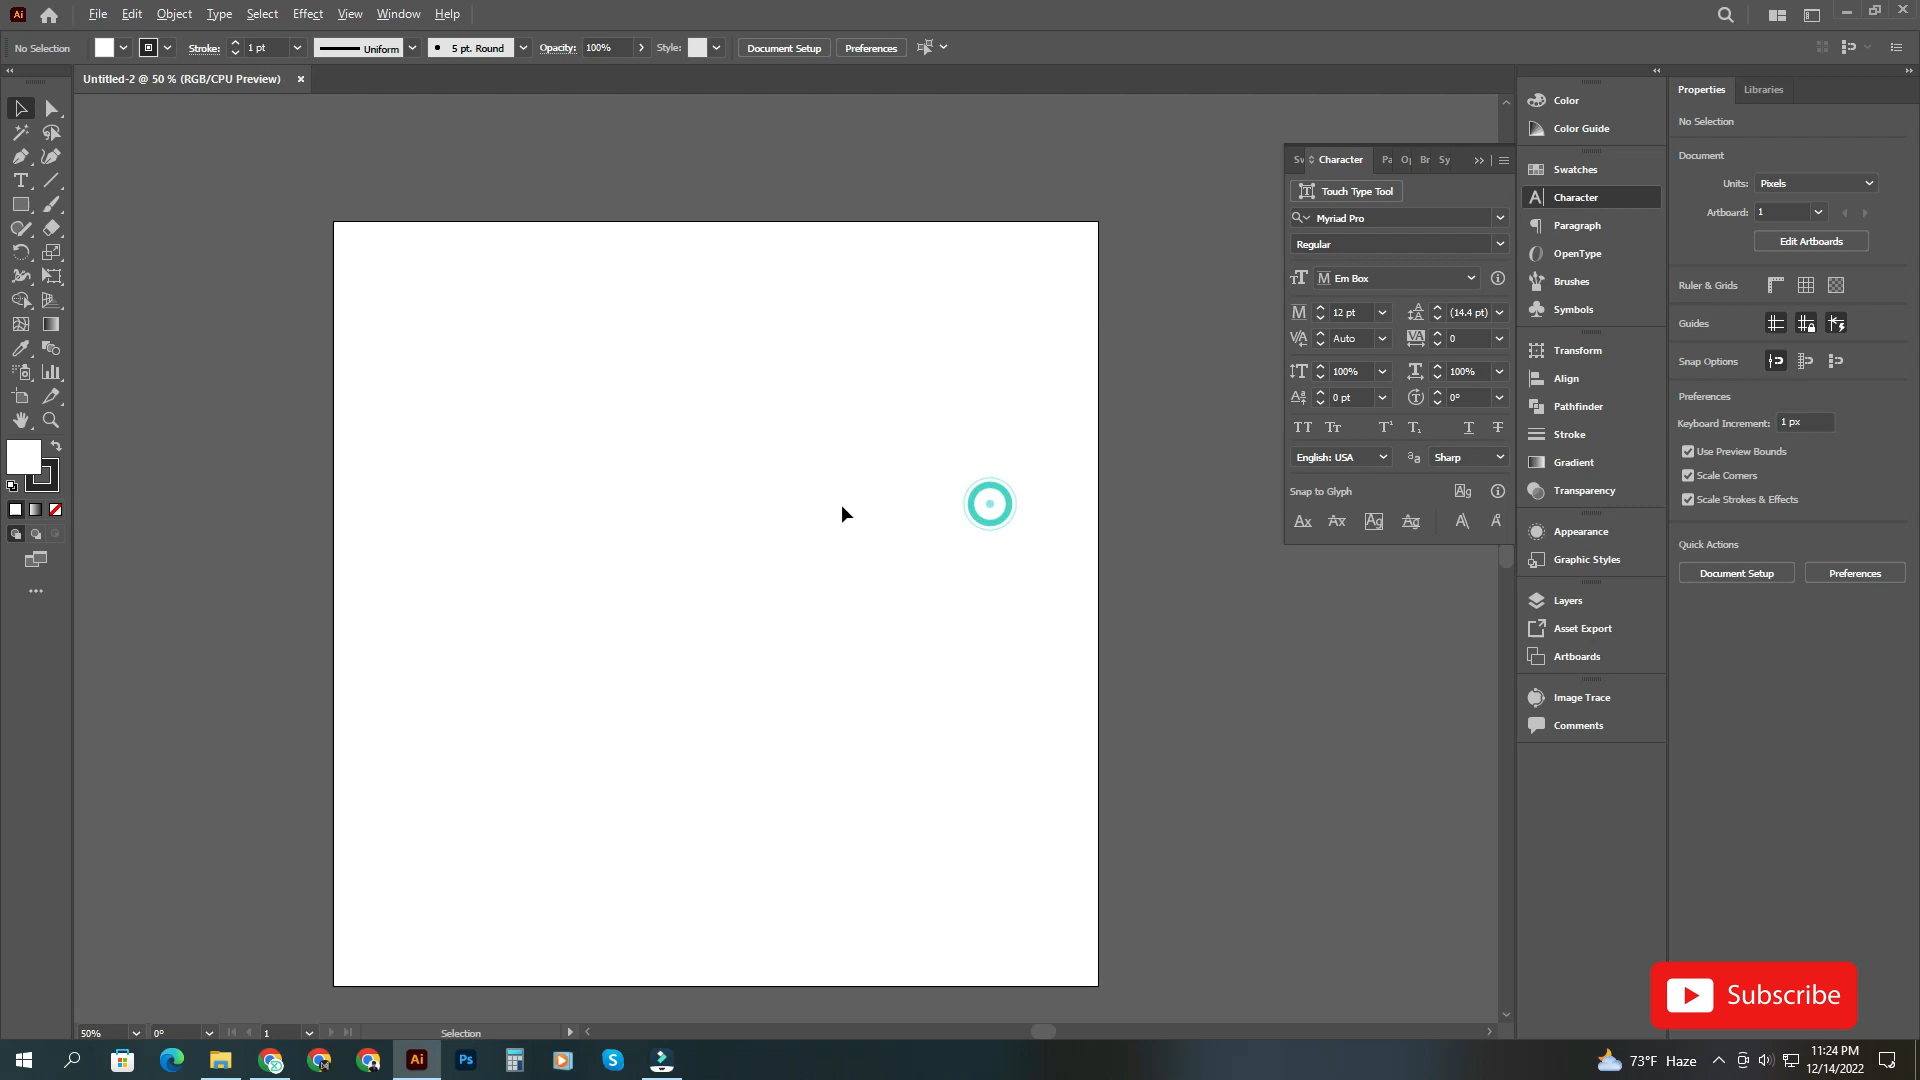 Ai File Edit Object Type Select Effect View Window Help
No Selection Stroke: 1 pt Uniform 5 pt. Round Opacity: 100% Style: Document Setup Preferences
Untitled-2 @ 50 % (RGB/CPU Preview)
Sw Character Pa Op Br Sy
Touch Type Tool
Myriad Pro
Regular
Em Box
12 pt (14.4 pt)
Auto 0
100% 100%
0 pt 0°
English: USA Sharp
Snap to Glyph
Color
Color Guide
Swatches
Character
Paragraph
OpenType
Brushes
Symbols
Transform
Align
Pathfinder
Stroke
Gradient
Transparency
Appearance
Graphic Styles
Layers
Asset Export
Artboards
Image Trace
Comments
Properties Libraries
No Selection
Document
Units: Pixels
Artboard: 1
Edit Artboards
Ruler & Grids
Guides
Snap Options
Preferences
Keyboard Increment: 1 px
Use Preview Bounds
Scale Corners
Scale Strokes & Effects
Quick Actions
Document Setup Preferences
Subscribe
50% 0° 1 Selection
Ai Ps 73°F Haze 11:24 PM
12/14/2022